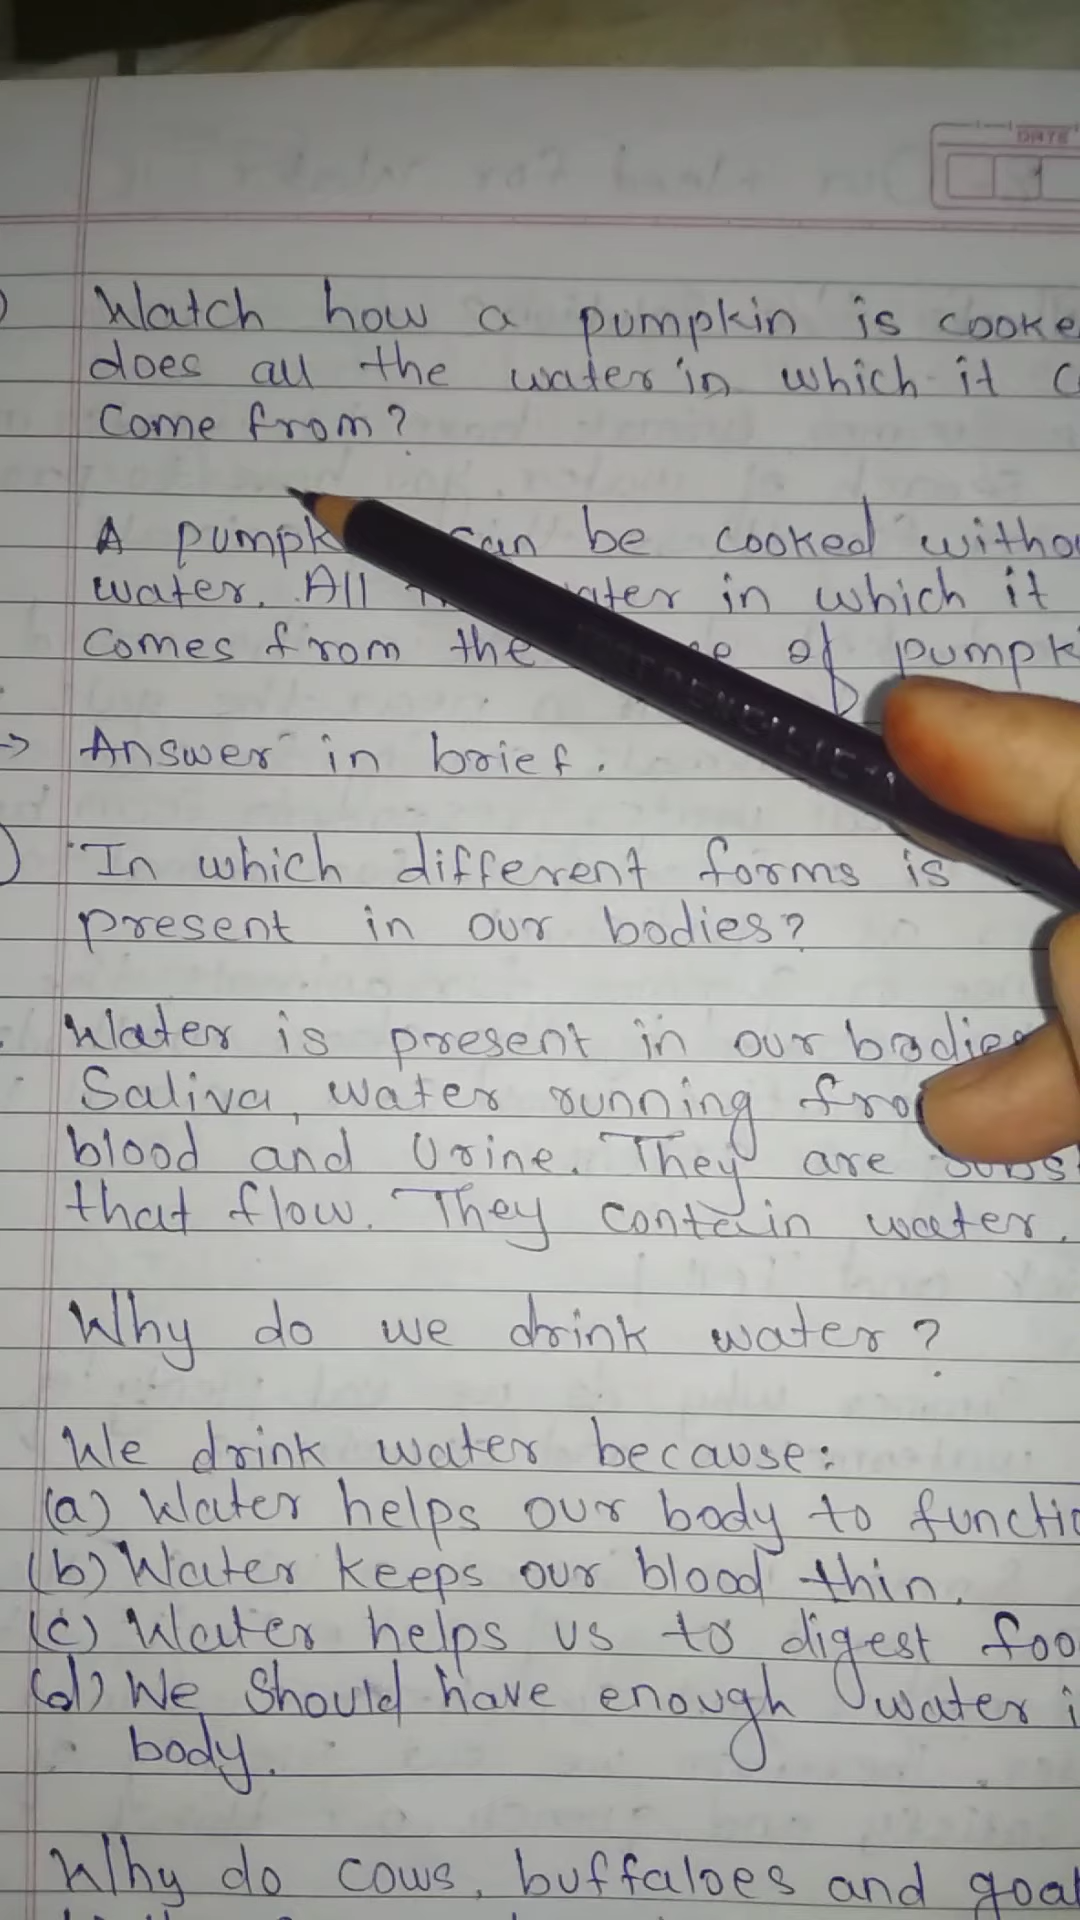 DATE
Watch how a pumpkin is cooke
does all the water in which it c
Come from?
A pumpk can be cooked witho
water. All ater in which it
Comes from the of pumpk
→ Answer in brief.
In which different forms is
present in our bodies?
Water is present in our bodies
Saliva, water running fro
blood and Urine. They are subs
that flow. They contain water.
Why do we drink water?
We drink water because:
(a) Water helps our body to functio
(b) Water keeps our blood thin.
(c) Water helps us to digest foo
(d) We should have enough water i
body.
Why do cows, buffaloes and goa